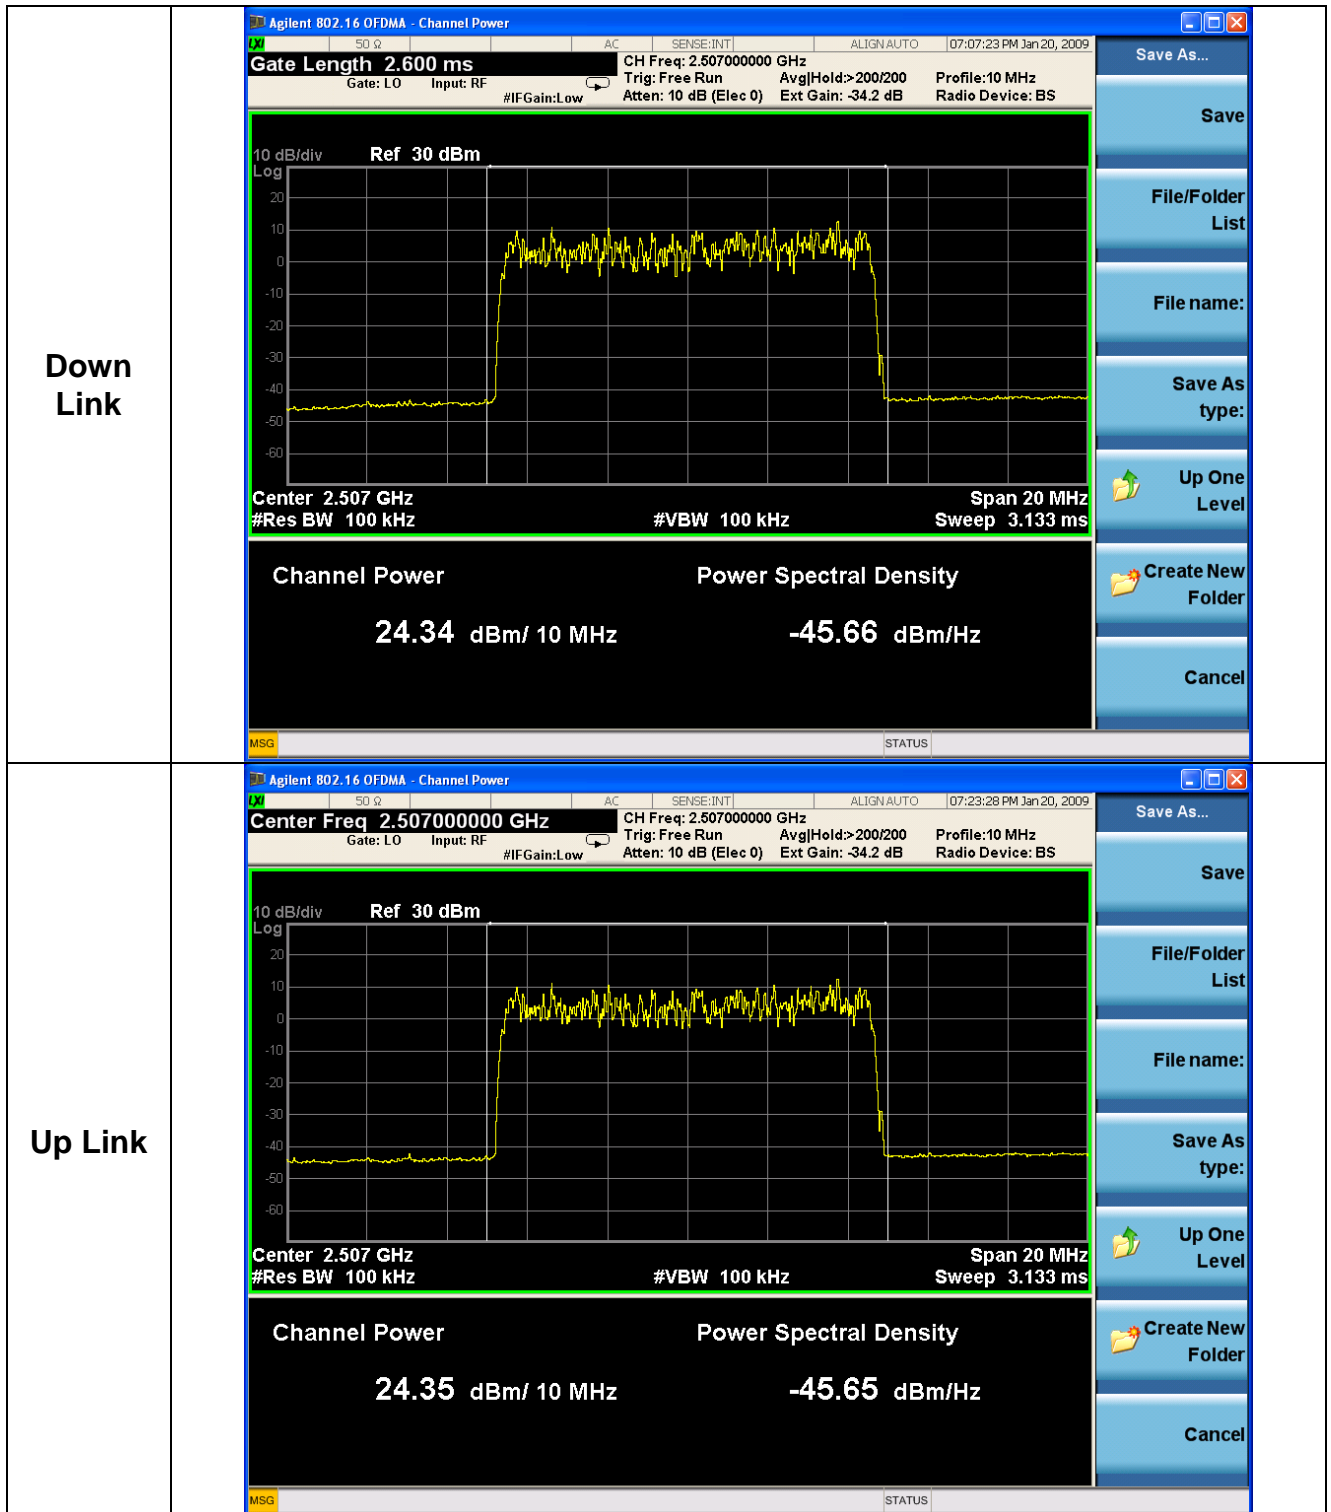 Down
Link
Agilent 802.16 OFDMA - Channel Power
LXI 50 Ω AC SENSE:INT ALIGN AUTO 07:07:23 PM Jan 20, 2009
Gate Length 2.600 ms
Gate: LO Input: RF
#IFGain:Low
CH Freq: 2.507000000 GHz
Trig: Free Run Avg|Hold:>200/200 Profile:10 MHz
Atten: 10 dB (Elec 0) Ext Gain: -34.2 dB Radio Device: BS
10 dB/div Ref 30 dBm
Log
20
10
0
-10
-20
-30
-40
-50
-60
Center 2.507 GHz Span 20 MHz
#Res BW 100 kHz #VBW 100 kHz Sweep 3.133 ms
Channel Power Power Spectral Density
24.34 dBm/ 10 MHz -45.66 dBm/Hz
MSG STATUS
Save As...
Save
File/Folder
List
File name:
Save As
type:
Up One
Level
Create New
Folder
Cancel
Up Link
Agilent 802.16 OFDMA - Channel Power
LXI 50 Ω AC SENSE:INT ALIGN AUTO 07:23:28 PM Jan 20, 2009
Center Freq 2.507000000 GHz
Gate: LO Input: RF
#IFGain:Low
CH Freq: 2.507000000 GHz
Trig: Free Run Avg|Hold:>200/200 Profile:10 MHz
Atten: 10 dB (Elec 0) Ext Gain: -34.2 dB Radio Device: BS
10 dB/div Ref 30 dBm
Log
20
10
0
-10
-20
-30
-40
-50
-60
Center 2.507 GHz Span 20 MHz
#Res BW 100 kHz #VBW 100 kHz Sweep 3.133 ms
Channel Power Power Spectral Density
24.35 dBm/ 10 MHz -45.65 dBm/Hz
MSG STATUS
Save As...
Save
File/Folder
List
File name:
Save As
type:
Up One
Level
Create New
Folder
Cancel